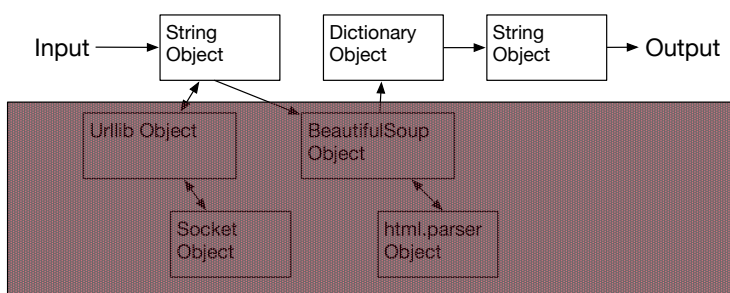 Input
String
Object
Dictionary
Object
String
Object
Output
Urllib Object
BeautifulSoup
Object
Socket
Object
html.parser
Object